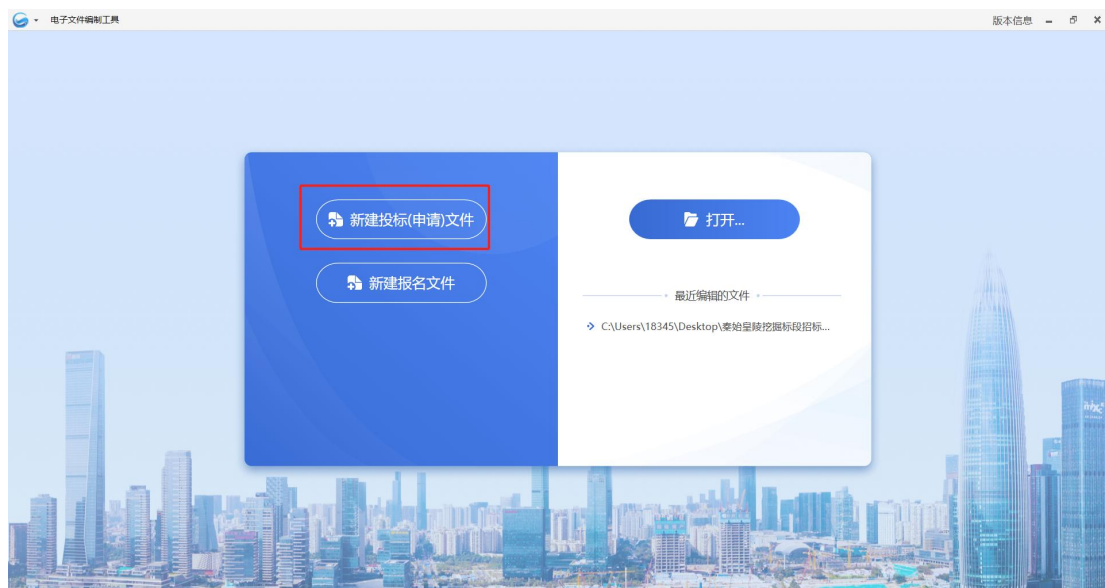 电子文件编制工具
版本信息
新建投标(申请)文件
新建报名文件
打开...
最近编辑的文件
C:\Users\18345\Desktop\秦始皇陵挖掘标段招标...